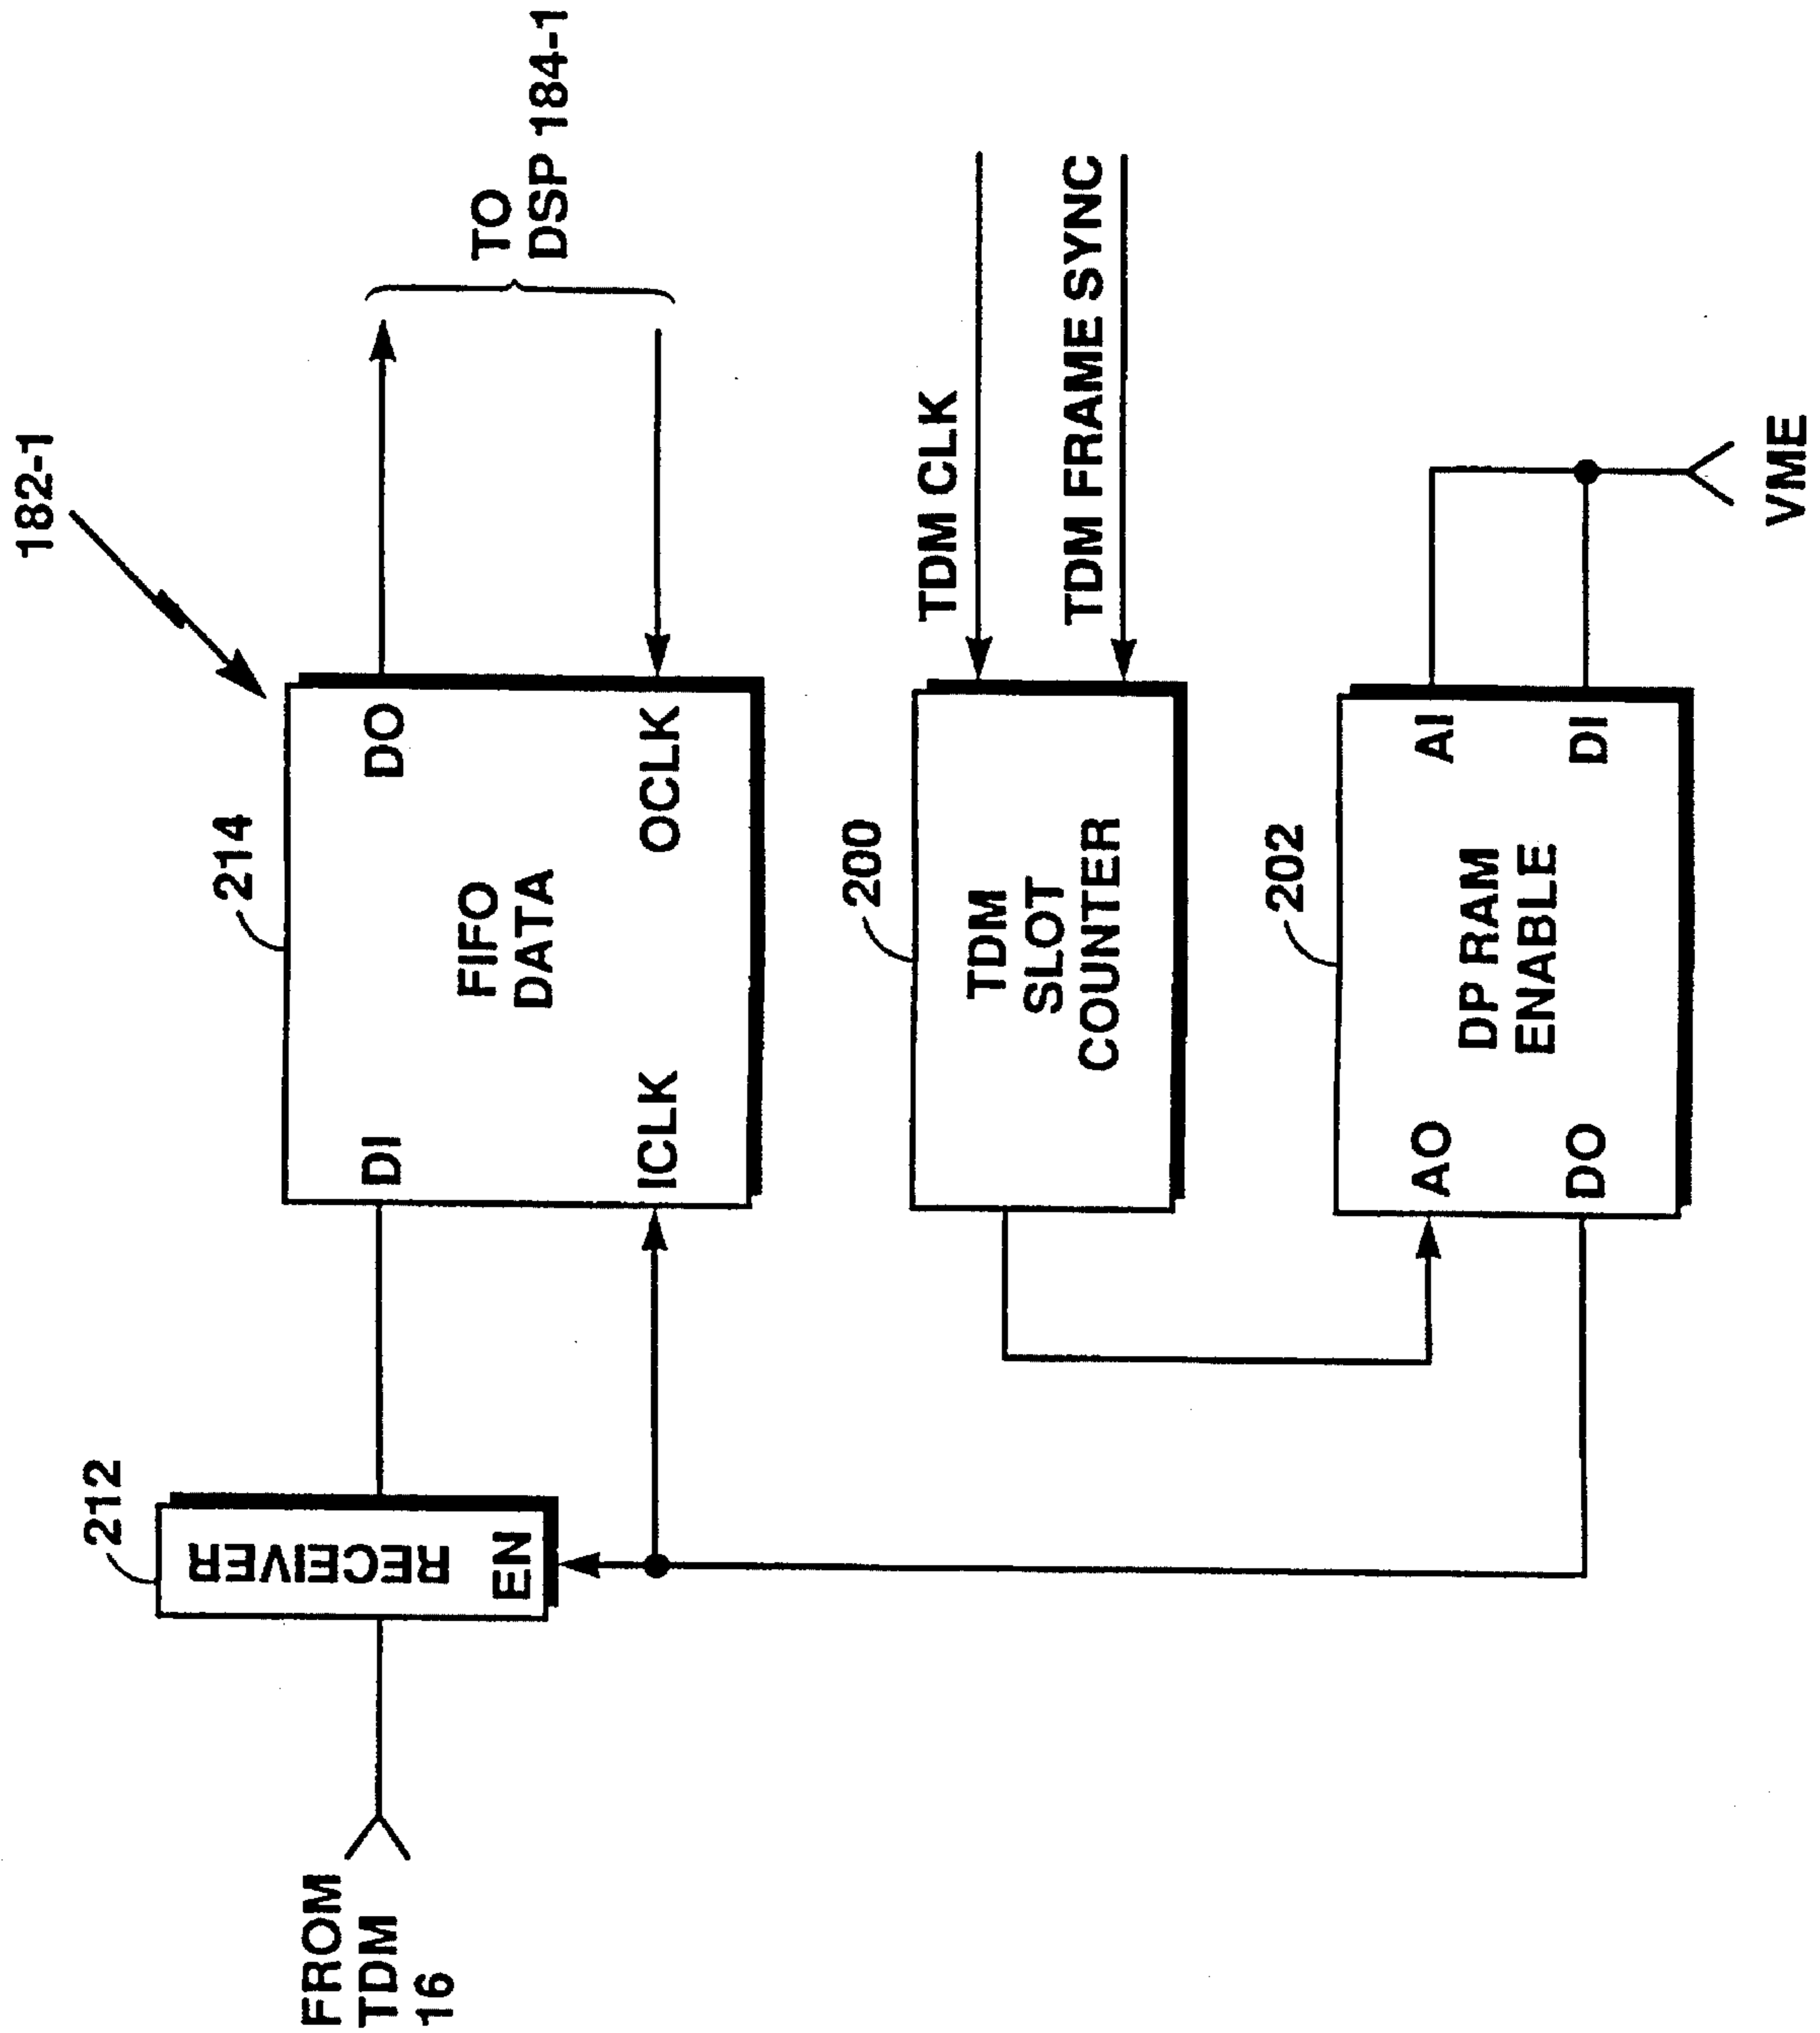 182-1
214
DI
DO
FIFO
DATA
ICLK
OCLK
TO
DSP 184-1
212
RECEIVER
EN
FROM
TDM
16
200
TDM
SLOT
COUNTER
TDM CLK
TDM FRAME SYNC
202
AO
AI
DP RAM
ENABLE
DO
DI
VME